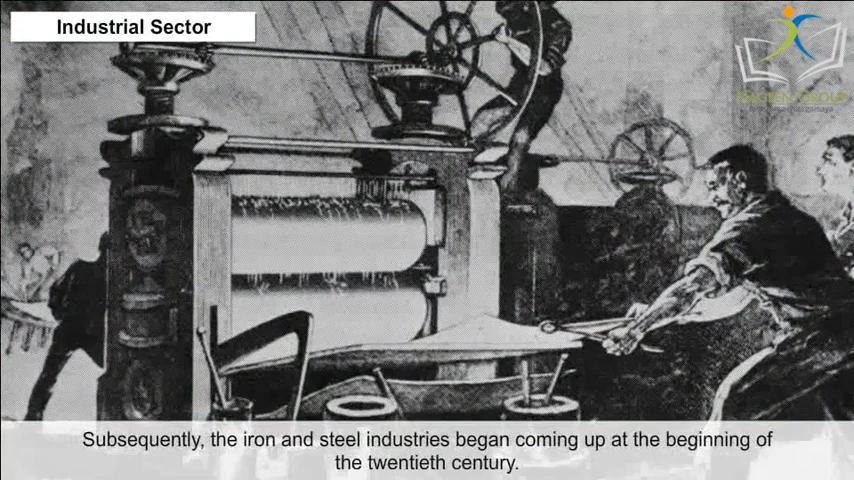 Industrial Sector
Subsequently, the iron and steel industries began coming up at the beginning of
the twentieth century.